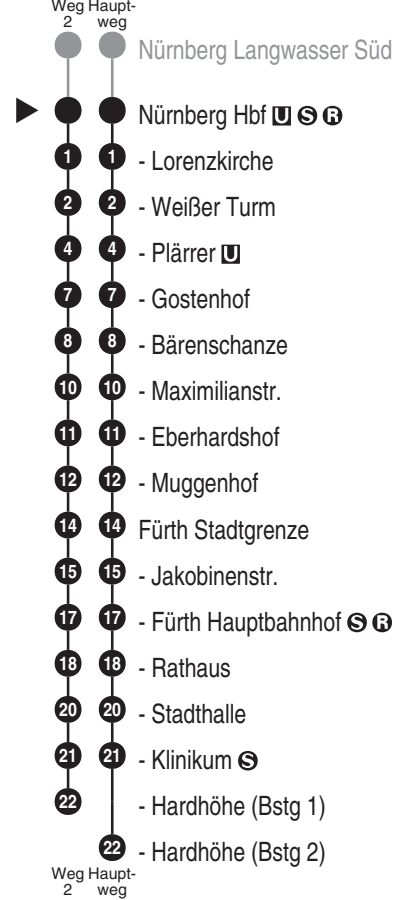 Weg Haupt-
2 weg
Nürnberg Langwasser Süd
Nürnberg Hbf U S R
1 1 - Lorenzkirche
2 2 - Weißer Turm
4 4 - Plärrer U
7 7 - Gostenhof
8 8 - Bärenschanze
10 10 - Maximilianstr.
11 11 - Eberhardshof
12 12 - Muggenhof
14 14 Fürth Stadtgrenze
15 15 - Jakobinenstr.
17 17 - Fürth Hauptbahnhof S R
18 18 - Rathaus
20 20 - Stadthalle
21 21 - Klinikum S
22 - Hardhöhe (Bstg 1)
22 - Hardhöhe (Bstg 2)
Weg Haupt-
2 weg